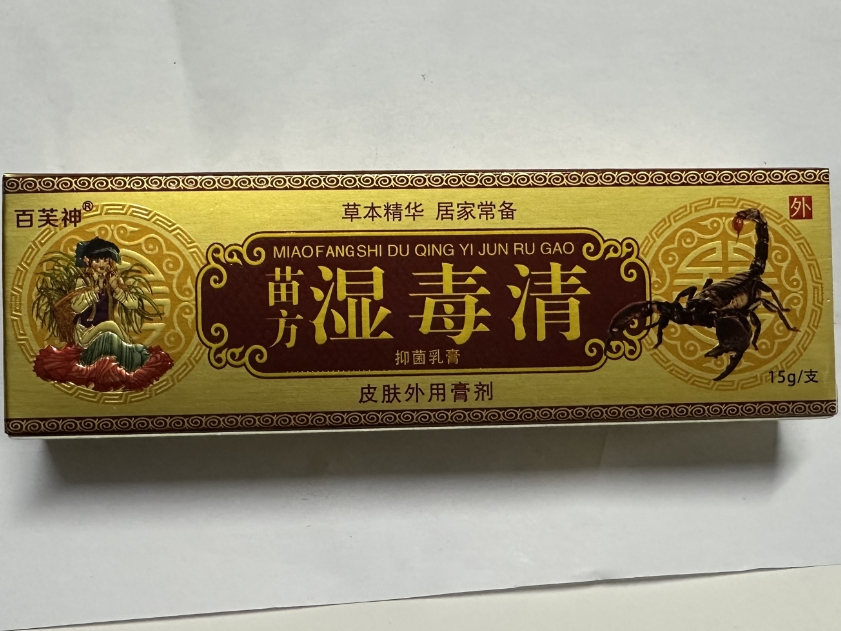 百芙神®
草本精华 居家常备
外
MIAOFANGSHI DU QING YI JUN RU GAO
苗方
湿毒清
抑菌乳膏
皮肤外用膏剂
15g/支